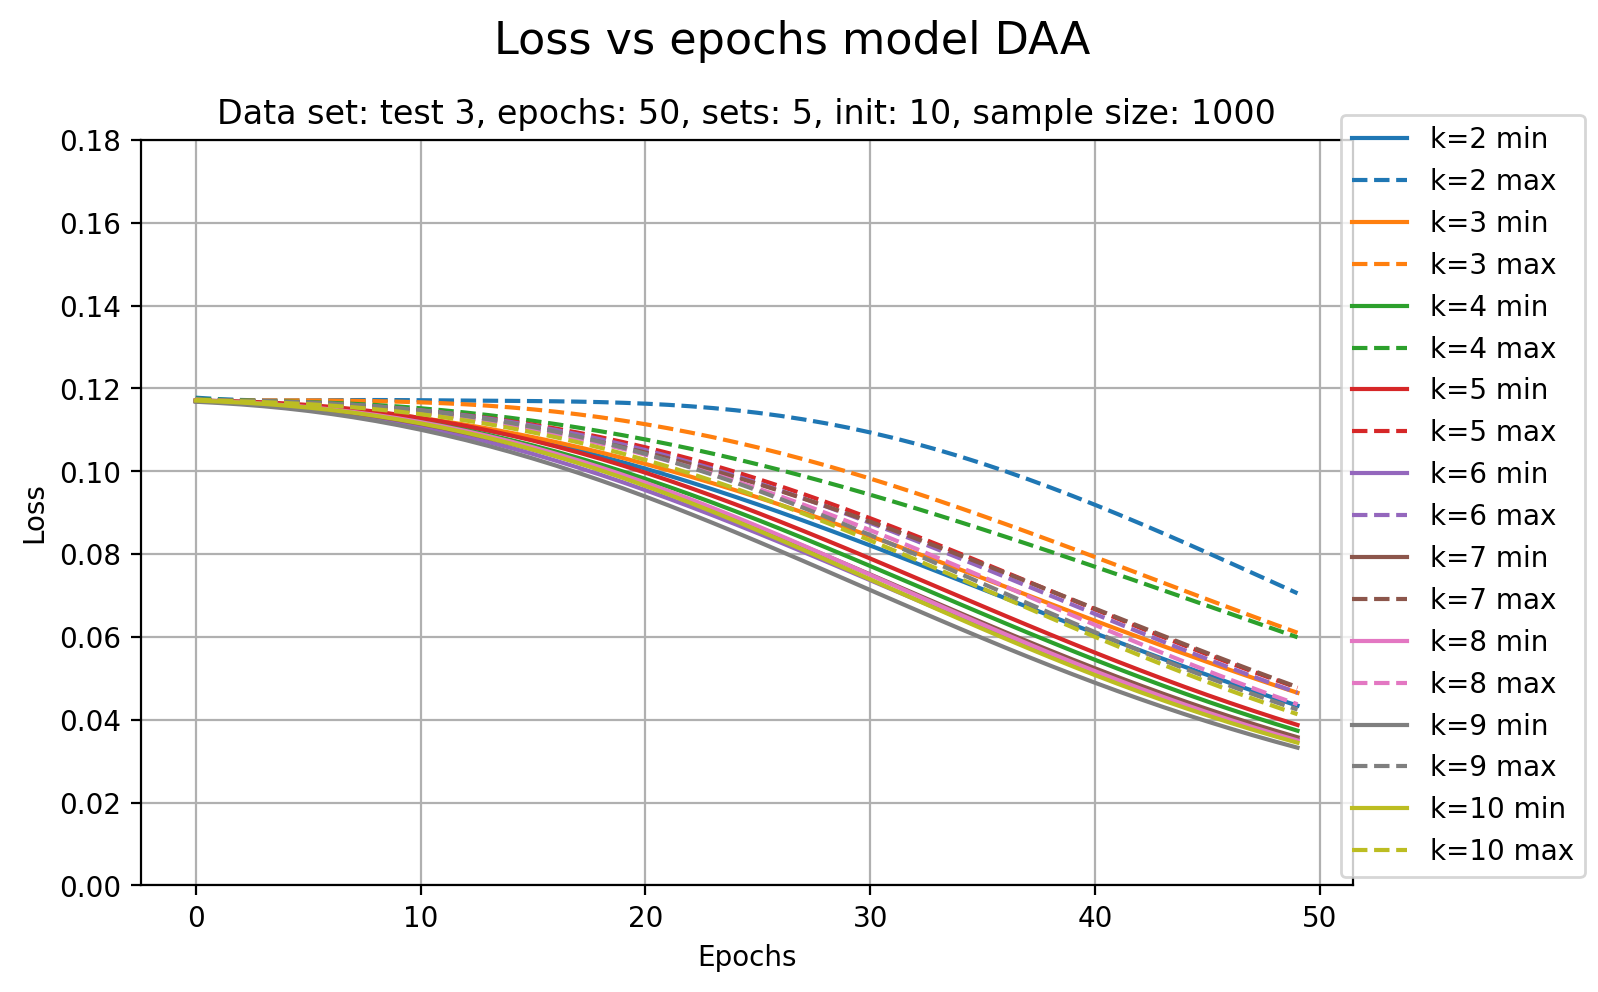 Loss vs epochs model DAA
Data set: test 3, epochs: 50, sets: 5, init: 10, sample size: 1000
0.18
0.16
0.14
0.12
0.10
0.08
0.06
0.04
0.02
0.00
Loss
0 10 20 30 40 50
Epochs
k=2 min
k=2 max
k=3 min
k=3 max
k=4 min
k=4 max
k=5 min
k=5 max
k=6 min
k=6 max
k=7 min
k=7 max
k=8 min
k=8 max
k=9 min
k=9 max
k=10 min
k=10 max